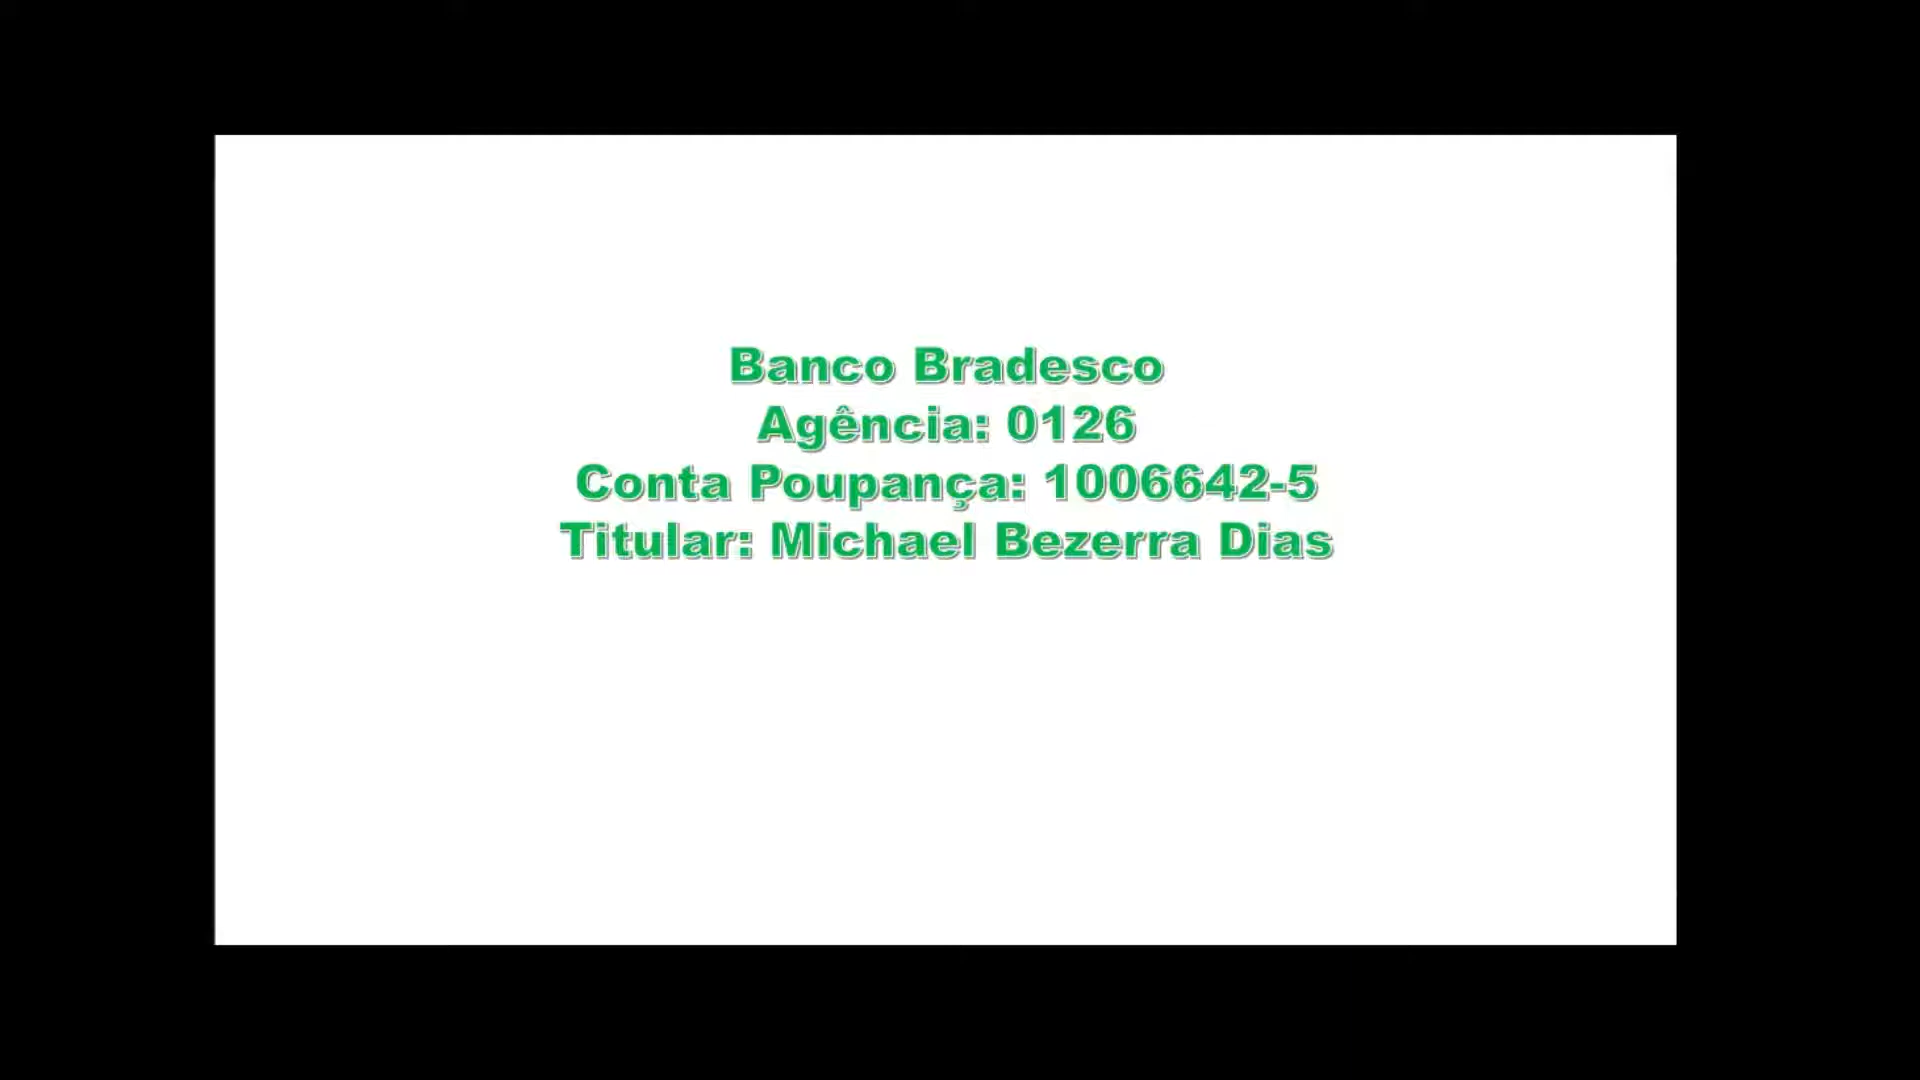 Banco Bradesco
Agência: 0126
Conta Poupança: 1006642-5
Titular: Michael Bezerra Dias